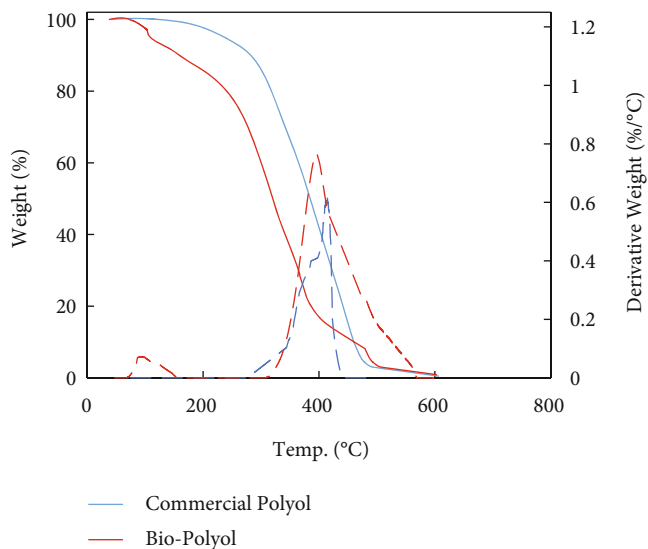 100
80
60
40
20
0
Weight (%)
1.2
1
0.8
0.6
0.4
0.2
0
Derivative Weight (%/°C)
0 200 400 600 800
Temp. (°C)
Commercial Polyol
Bio-Polyol